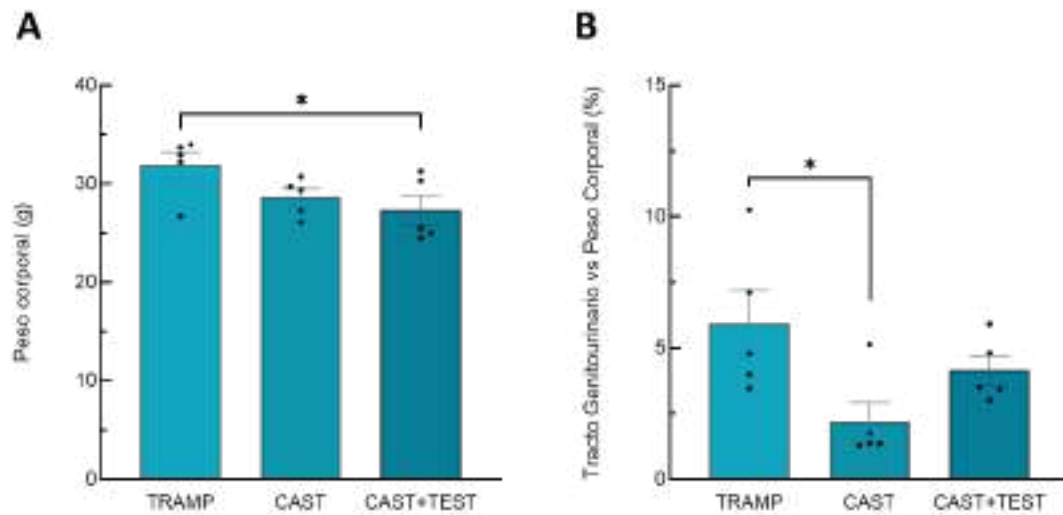 A
Peso corporal (g)
40
30
20
10
0
*
TRAMP CAST CAST+TEST
B
Tracto Genitourinario vs Peso Corporal (%)
15
10
5
0
*
TRAMP CAST CAST+TEST